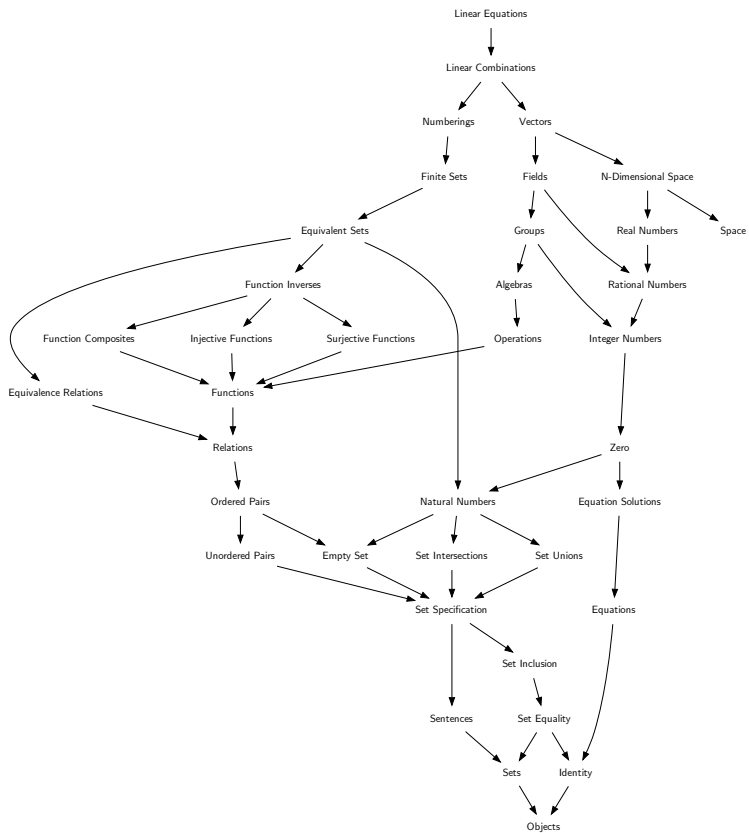 Linear Equations
Linear Combinations
Numberings
Vectors
Finite Sets
Fields
N-Dimensional Space
Equivalent Sets
Groups
Real Numbers
Space
Function Inverses
Algebras
Rational Numbers
Function Composites
Injective Functions
Surjective Functions
Operations
Integer Numbers
Equivalence Relations
Functions
Relations
Zero
Ordered Pairs
Natural Numbers
Equation Solutions
Unordered Pairs
Empty Set
Set Intersections
Set Unions
Set Specification
Equations
Set Inclusion
Sentences
Set Equality
Sets
Identity
Objects